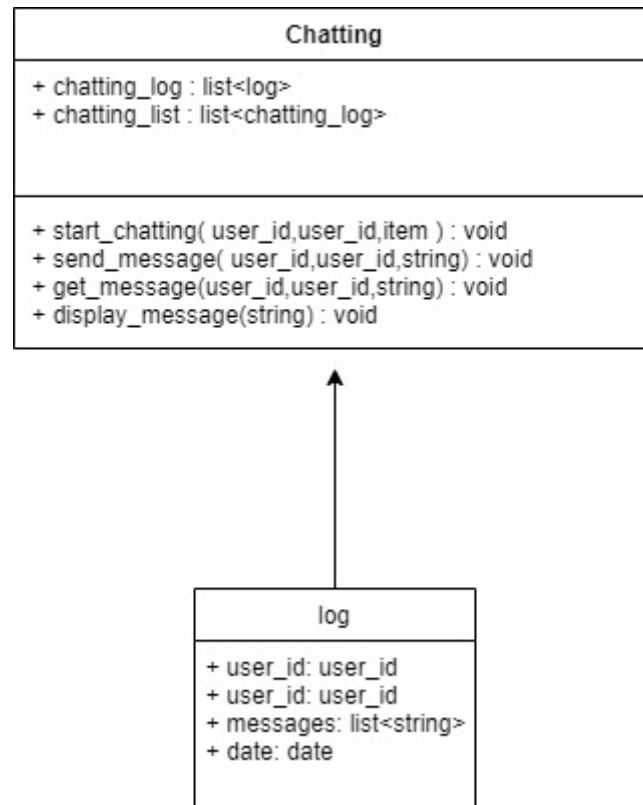 Chatting
+ chatting_log : list<log>
+ chatting_list : list<chatting_log>
+ start_chatting( user_id,user_id,item ) : void
+ send_message( user_id,user_id,string) : void
+ get_message(user_id,user_id,string) : void
+ display_message(string) : void
log
+ user_id: user_id
+ user_id: user_id
+ messages: list<string>
+ date: date